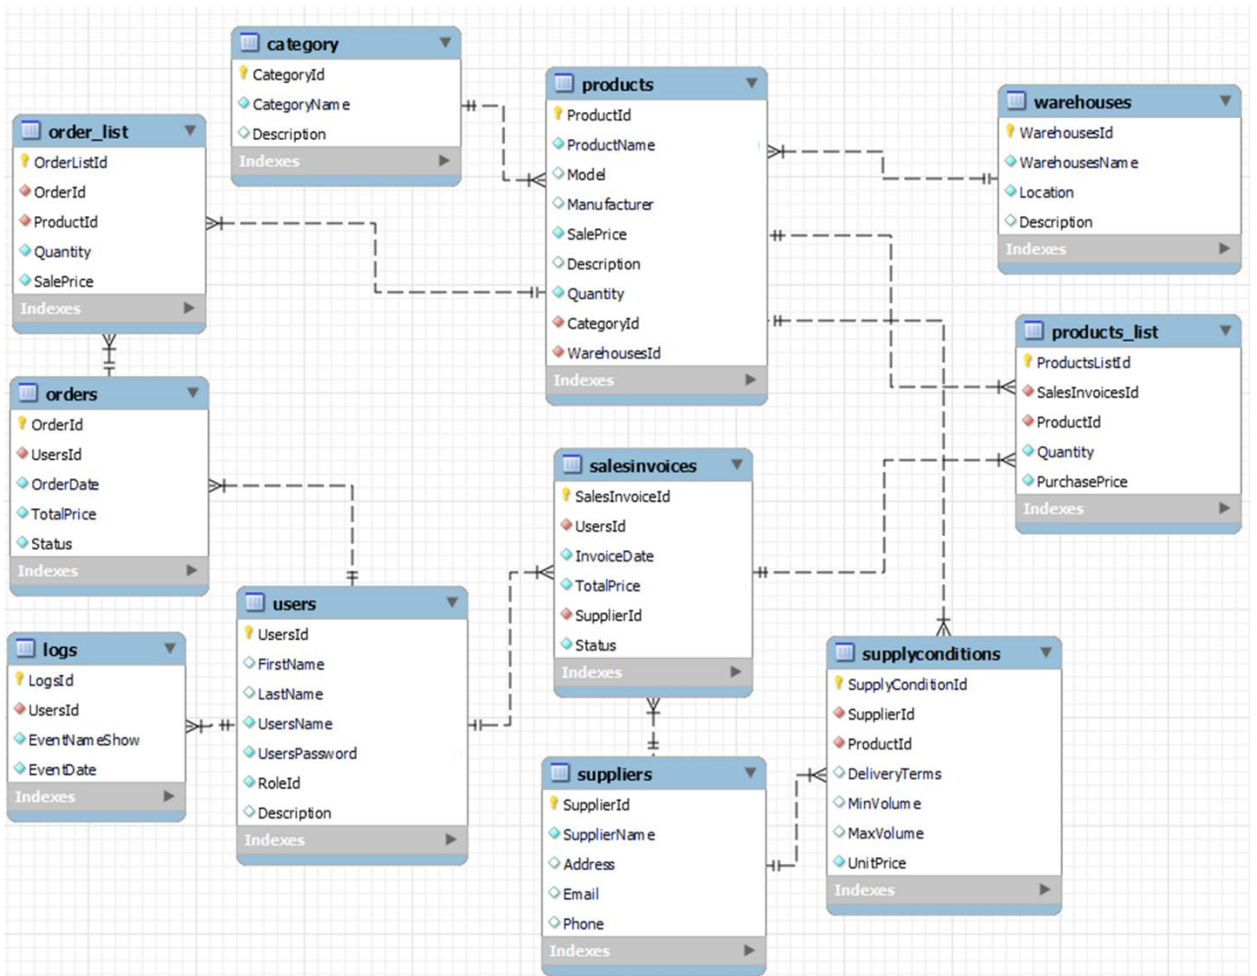 category
CategoryId
CategoryName
Description
Indexes
products
ProductId
ProductName
Model
Manufacturer
SalePrice
Description
Quantity
CategoryId
WarehousesId
Indexes
warehouses
WarehousesId
WarehousesName
Location
Description
Indexes
order_list
OrderListId
OrderId
ProductId
Quantity
SalePrice
Indexes
products_list
ProductsListId
SalesInvoicesId
ProductId
Quantity
PurchasePrice
Indexes
orders
OrderId
UsersId
OrderDate
TotalPrice
Status
Indexes
salesinvoices
SalesInvoiceId
UsersId
InvoiceDate
TotalPrice
SupplierId
Status
Indexes
users
UsersId
FirstName
LastName
UsersName
UsersPassword
RoleId
Description
Indexes
logs
LogsId
UsersId
EventNameShow
EventDate
Indexes
supplyconditions
SupplyConditionId
SupplierId
ProductId
DeliveryTerms
MinVolume
MaxVolume
UnitPrice
Indexes
suppliers
SupplierId
SupplierName
Address
Email
Phone
Indexes